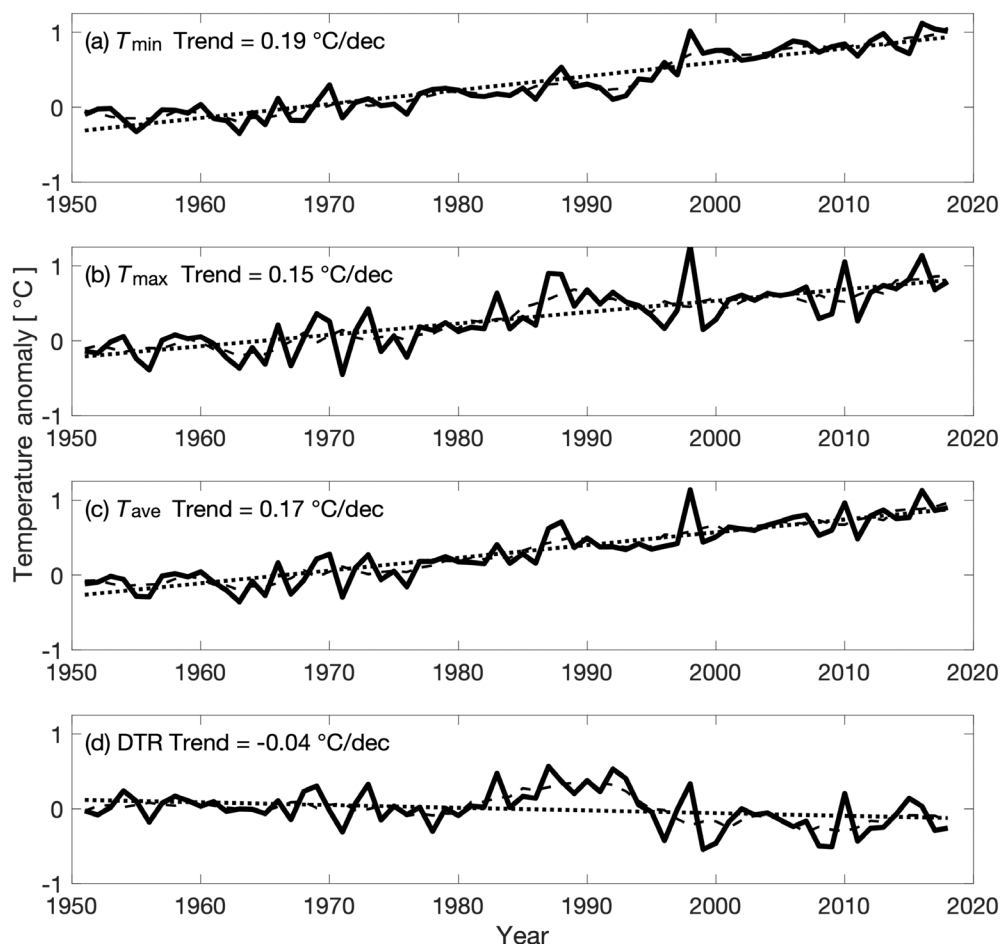 Temperature anomaly [ °C]
(a) Tmin Trend = 0.19 °C/dec
1
0
-1
1950 1960 1970 1980 1990 2000 2010 2020
(b) Tmax Trend = 0.15 °C/dec
1
0
-1
1950 1960 1970 1980 1990 2000 2010 2020
(c) Tave Trend = 0.17 °C/dec
1
0
-1
1950 1960 1970 1980 1990 2000 2010 2020
(d) DTR Trend = -0.04 °C/dec
1
0
-1
1950 1960 1970 1980 1990 2000 2010 2020
Year